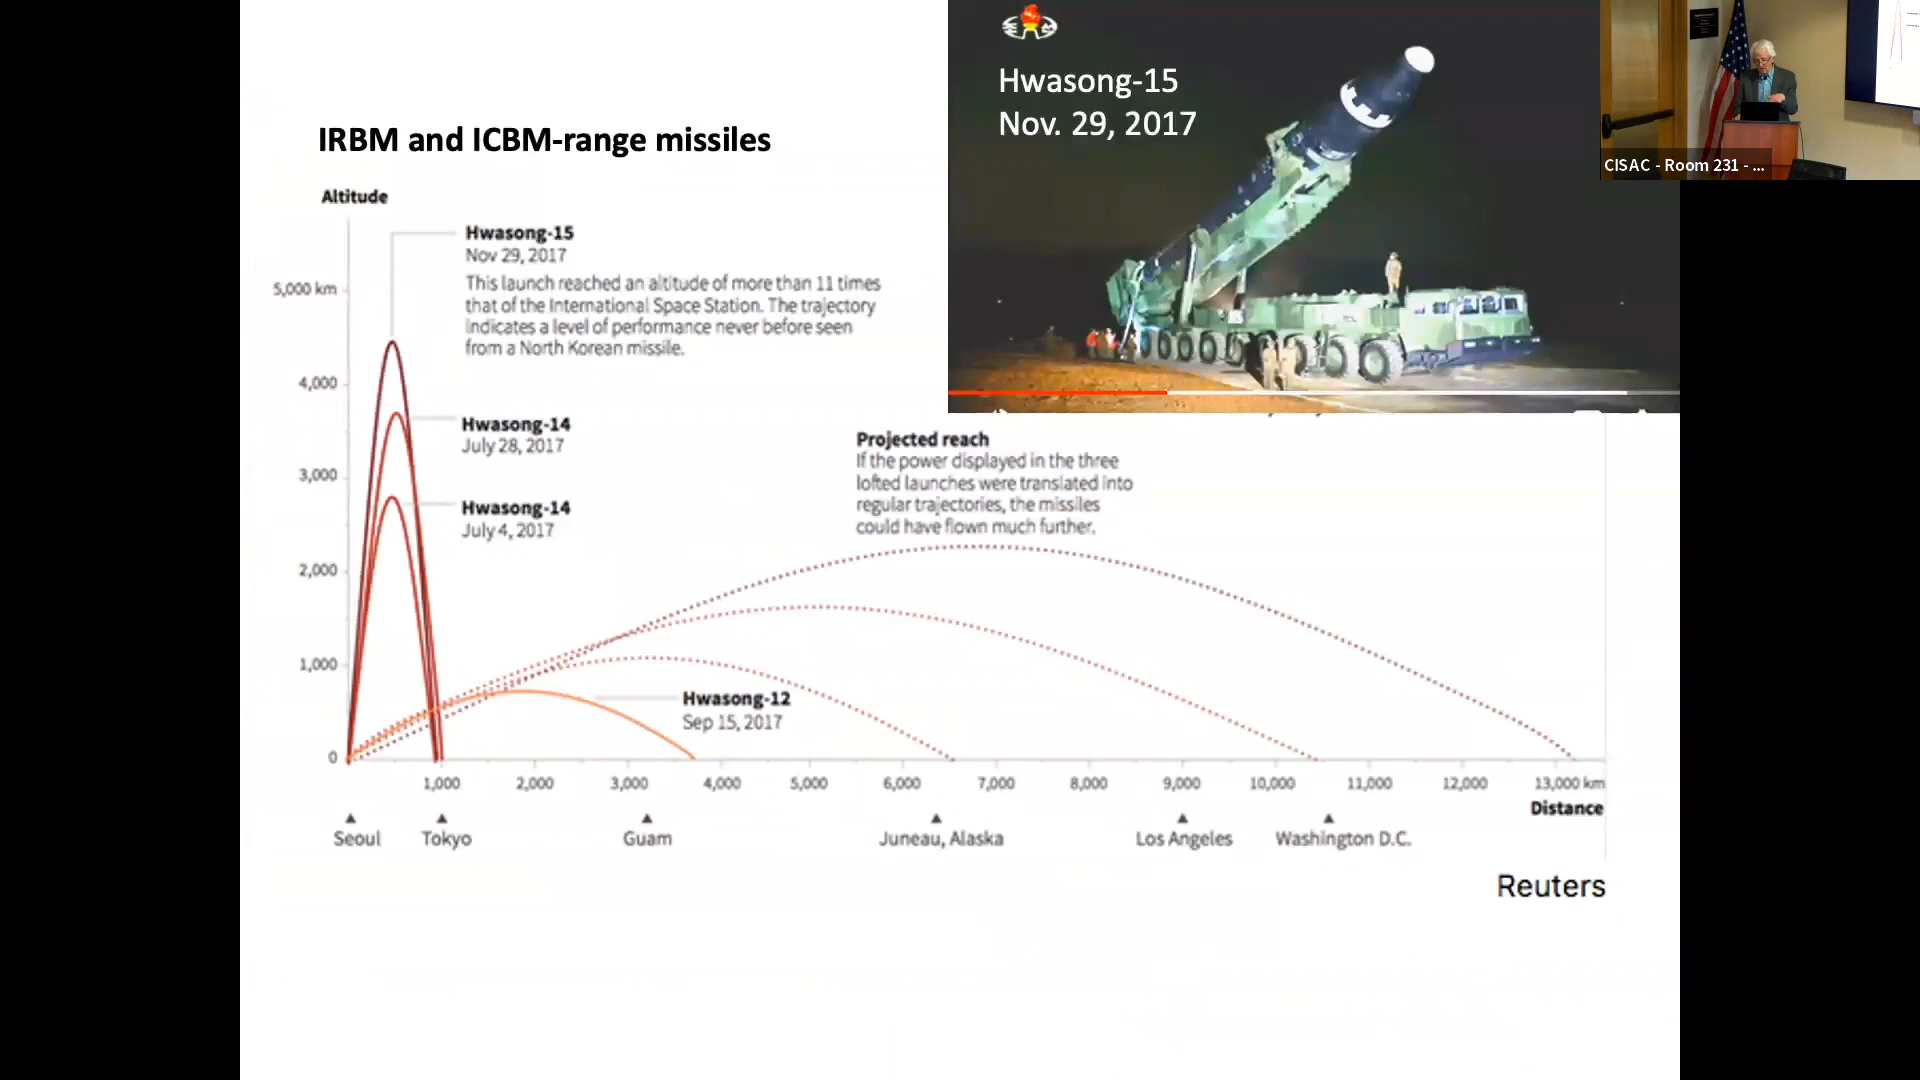 IRBM and ICBM-range missiles
Hwasong-15
Nov. 29, 2017
CISAC - Room 231 - ...
Altitude
Hwasong-15
Nov 29, 2017
This launch reached an altitude of more than 11 times
that of the International Space Station. The trajectory
indicates a level of performance never before seen
from a North Korean missile.
5,000 km
4,000
Hwasong-14
July 28, 2017
3,000
Hwasong-14
July 4, 2017
Projected reach
If the power displayed in the three
lofted launches were translated into
regular trajectories, the missiles
could have flown much further.
2,000
1,000
Hwasong-12
Sep 15, 2017
0
1,000 2,000 3,000 4,000 5,000 6,000 7,000 8,000 9,000 10,000 11,000 12,000 13,000 km
Distance
Seoul Tokyo Guam Juneau, Alaska Los Angeles Washington D.C.
Reuters